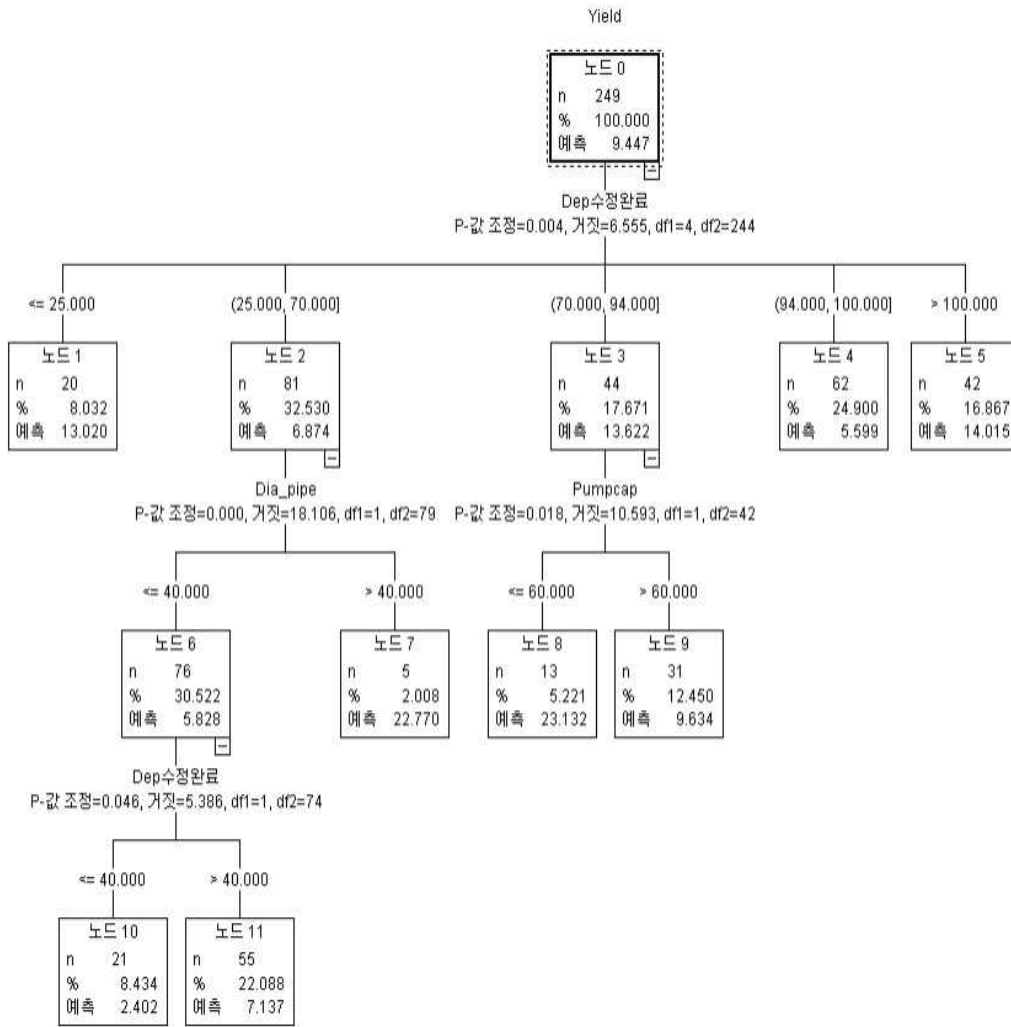 Yield
노드 0
n 249
% 100.000
예측 9.447
Dep수정완료
P-값 조정=0.004, 거짓=6.555, df1=4, df2=244
<= 25.000
(25.000, 70.000]
(70.000, 94.000]
(94.000, 100.000]
> 100.000
노드 1
n 20
% 8.032
예측 13.020
노드 2
n 81
% 32.530
예측 6.874
노드 3
n 44
% 17.671
예측 13.622
노드 4
n 62
% 24.900
예측 5.599
노드 5
n 42
% 16.867
예측 14.015
Dia_pipe
P-값 조정=0.000, 거짓=18.106, df1=1, df2=79
Pumpcap
P-값 조정=0.018, 거짓=10.593, df1=1, df2=42
<= 40.000
> 40.000
<= 60.000
> 60.000
노드 6
n 76
% 30.522
예측 5.828
노드 7
n 5
% 2.008
예측 22.770
노드 8
n 13
% 5.221
예측 23.132
노드 9
n 31
% 12.450
예측 9.634
Dep수정완료
P-값 조정=0.046, 거짓=5.386, df1=1, df2=74
<= 40.000
> 40.000
노드 10
n 21
% 8.434
예측 2.402
노드 11
n 55
% 22.088
예측 7.137